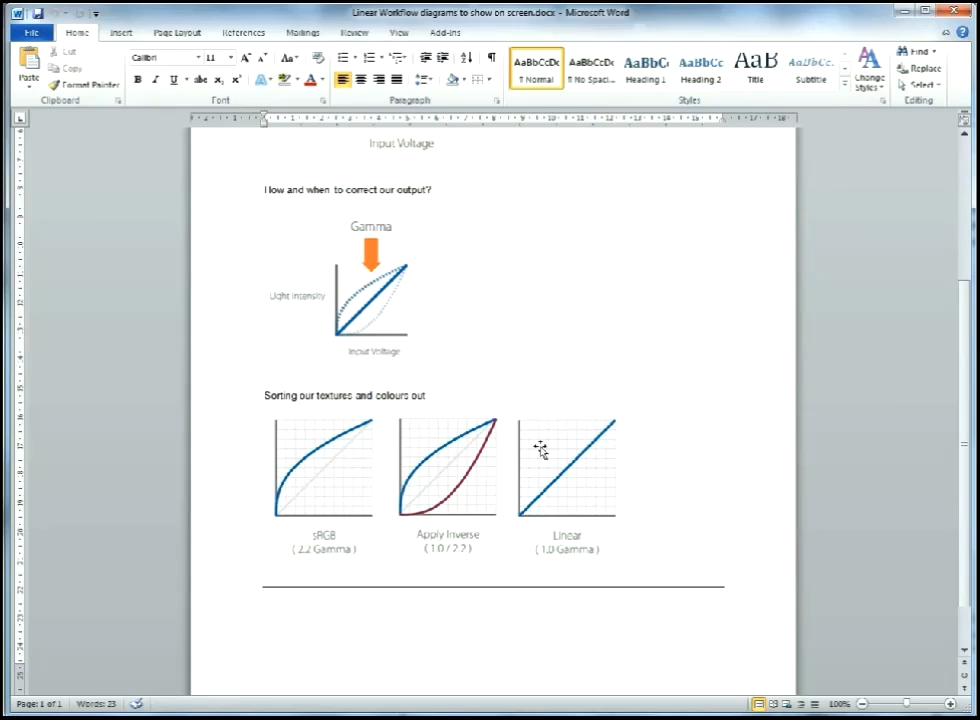 Linear Workflow diagrams to show on screen.docx - Microsoft Word
File Home Insert Page Layout References Mailings Review View Add-Ins
Paste
Cut
Copy
Format Painter
Clipboard
Calibri 11
Font
Paragraph
AaBbCcDc AaBbCcDc AaBbC AaBbCc AaB AaBbCc.
¶ Normal ¶ No Spaci... Heading 1 Heading 2 Title Subtitle
Change
Styles
Styles
Find
Replace
Select
Editing
Input Voltage
How and when to correct our output?
Gamma
Light Intensity
Input Voltage
Sorting our textures and colours out
sRGB
( 2.2 Gamma )
Apply Inverse
( 1.0 / 2.2 )
Linear
( 1.0 Gamma )
Page: 1 of 1 Words: 23 100%